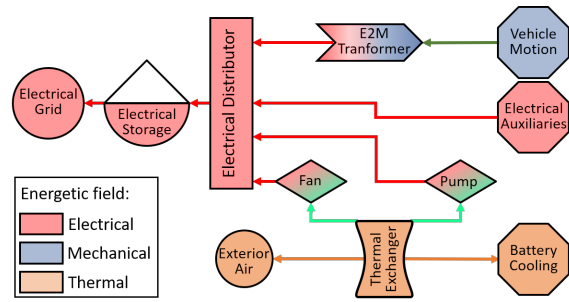 E2M
Tranformer
Vehicle
Motion
Electrical
Grid
Electrical
Storage
Electrical Distributor
Electrical
Auxiliaries
Fan
Pump
Energetic field:
Electrical
Mechanical
Thermal
Exterior
Air
Thermal
Exchanger
Battery
Cooling